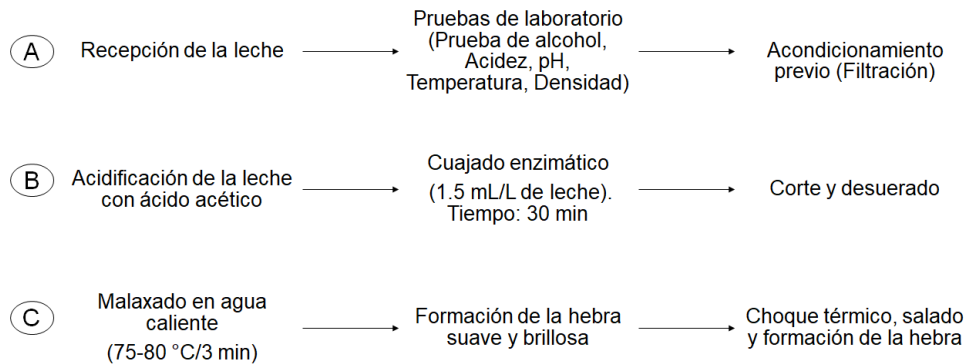 A
Recepción de la leche
Pruebas de laboratorio
(Prueba de alcohol,
Acidez, pH,
Temperatura, Densidad)
Acondicionamiento
previo (Filtración)
B
Acidificación de la leche
con ácido acético
Cuajado enzimático
(1.5 mL/L de leche).
Tiempo: 30 min
Corte y desuerado
C
Malaxado en agua
caliente
(75-80 °C/3 min)
Formación de la hebra
suave y brillosa
Choque térmico, salado
y formación de la hebra